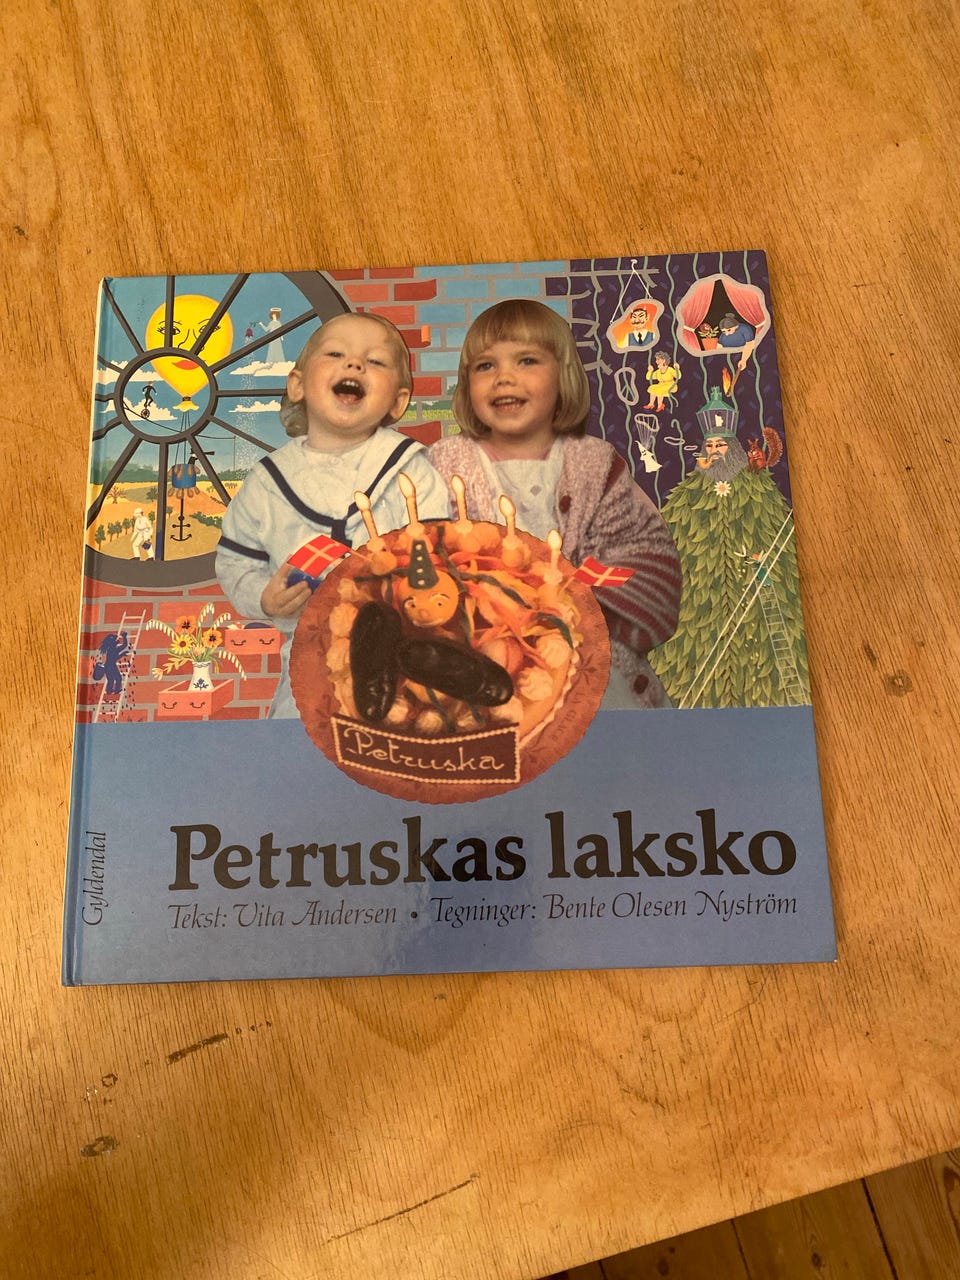 Petruska
Petruskas laksko
Tekst: Vita Andersen • Tegninger: Bente Olesen Nyström
Gyldendal